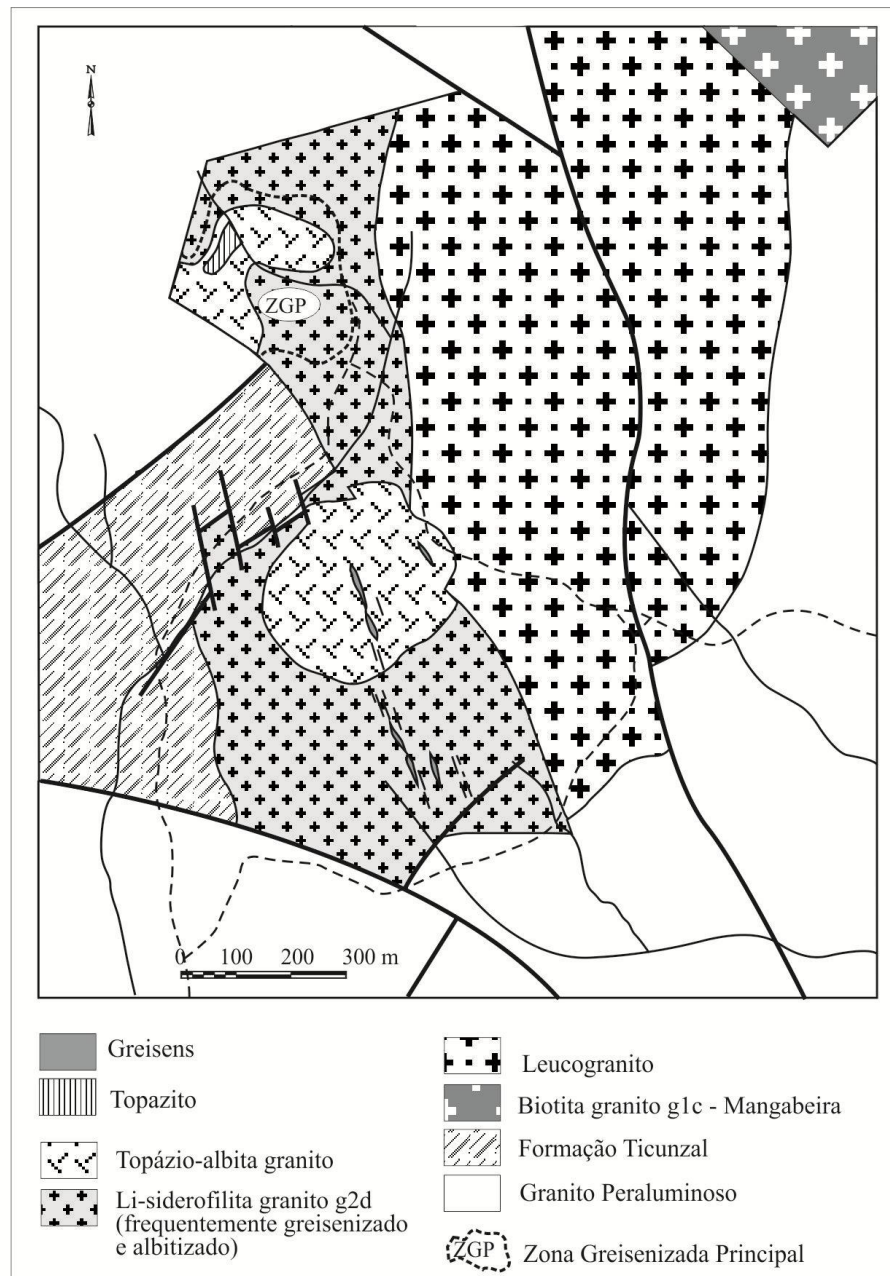 N
ZGP
0 100 200 300 m
Greisens
Topazito
Topázio-albita granito
Li-siderofilita granito g2d
(frequentemente greisenizado
e albitizado)
Leucogranito
Biotita granito g1c - Mangabeira
Formação Ticunzal
Granito Peraluminoso
ZGP Zona Greisenizada Principal